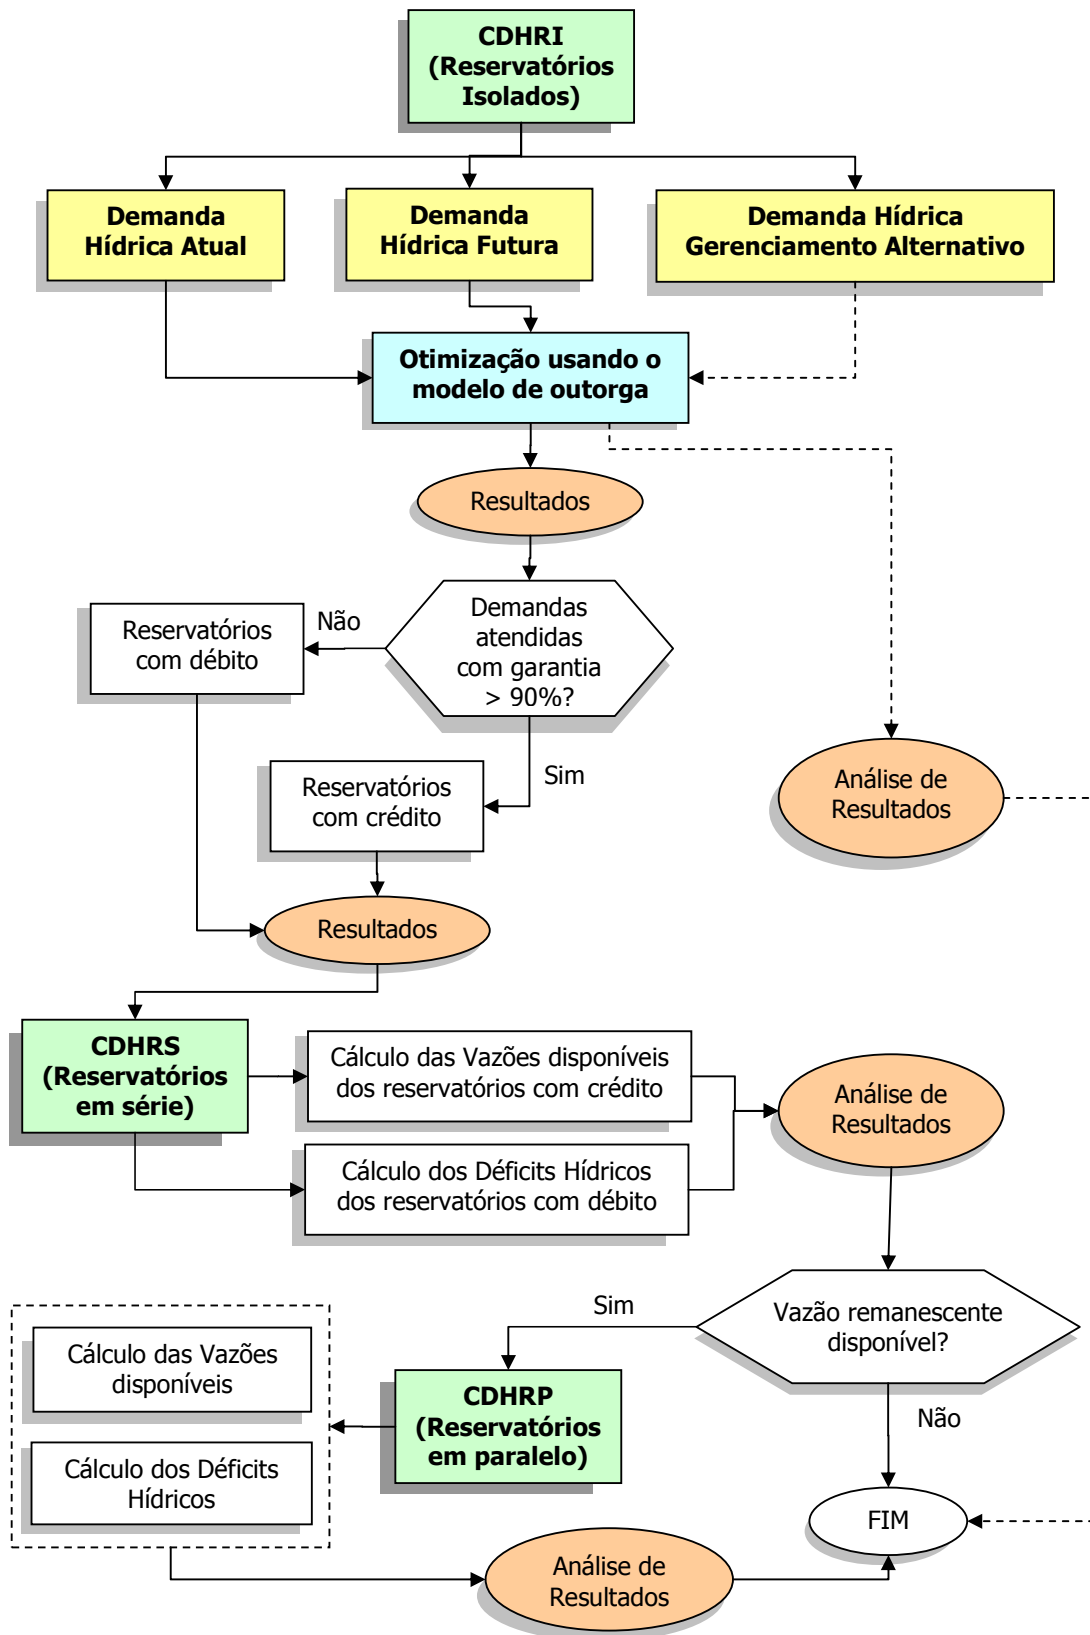 CDHRI
(Reservatórios
Isolados)
Demanda
Hídrica Atual
Demanda
Hídrica Futura
Demanda Hídrica
Gerenciamento Alternativo
Otimização usando o
modelo de outorga
Resultados
Demandas
atendidas
com garantia
> 90%?
Não
Reservatórios
com débito
Sim
Reservatórios
com crédito
Análise de
Resultados
Resultados
CDHRS
(Reservatórios
em série)
Cálculo das Vazões disponíveis
dos reservatórios com crédito
Cálculo dos Déficits Hídricos
dos reservatórios com débito
Análise de
Resultados
Vazão remanescente
disponível?
Sim
Não
CDHRP
(Reservatórios
em paralelo)
Cálculo das Vazões
disponíveis
Cálculo dos Déficits
Hídricos
FIM
Análise de
Resultados